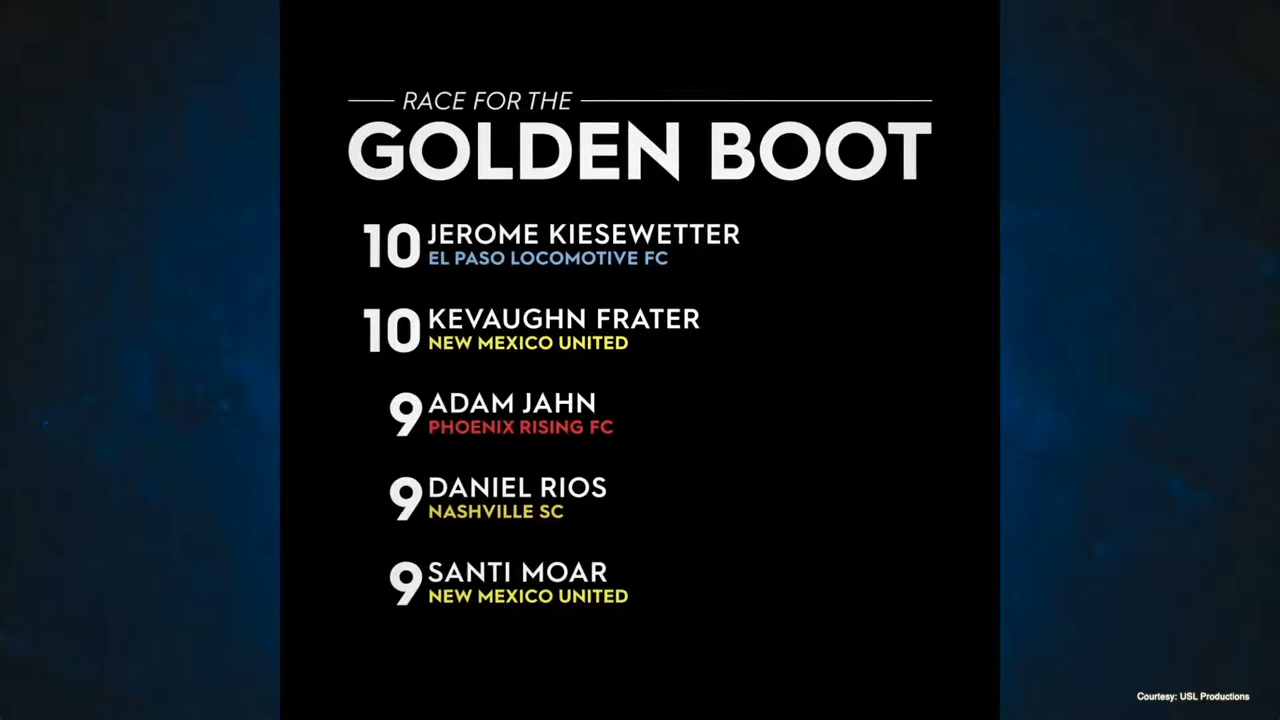 RACE FOR THE
GOLDEN BOOT
10 JEROME KIESEWETTER
EL PASO LOCOMOTIVE FC
10 KEVAUGHN FRATER
NEW MEXICO UNITED
9 ADAM JAHN
PHOENIX RISING FC
9 DANIEL RIOS
NASHVILLE SC
9 SANTI MOAR
NEW MEXICO UNITED
Courtesy: USL Productions